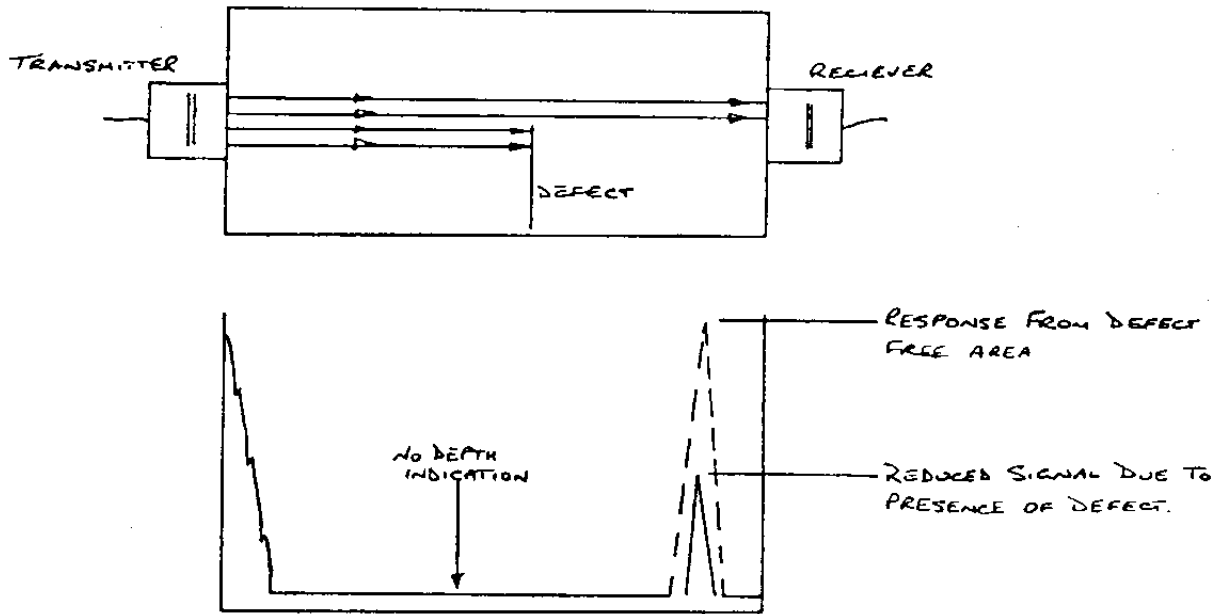 TRANSMITTER
RECIEVER
DEFECT
RESPONSE FROM DEFECT
FREE AREA
NO DEPTH
INDICATION
REDUCED SIGNAL DUE TO
PRESENCE OF DEFECT.